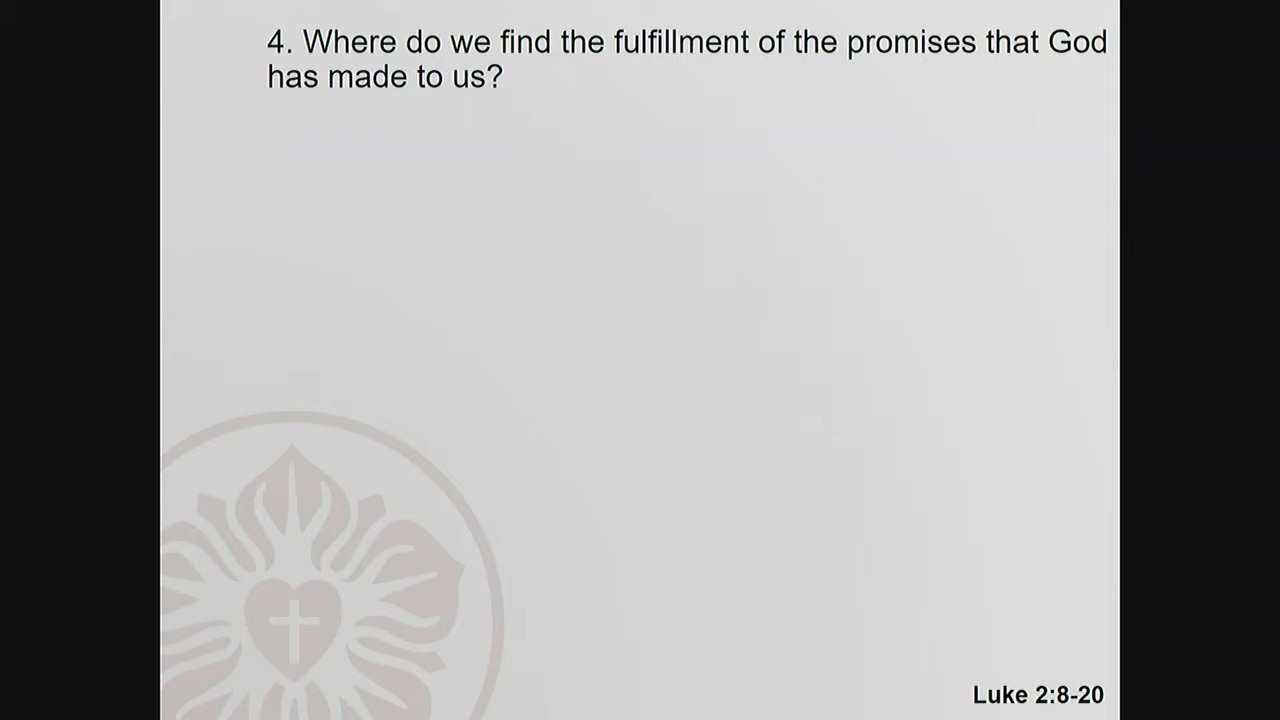 4. Where do we find the fulfillment of the promises that God
has made to us?
Luke 2:8-20